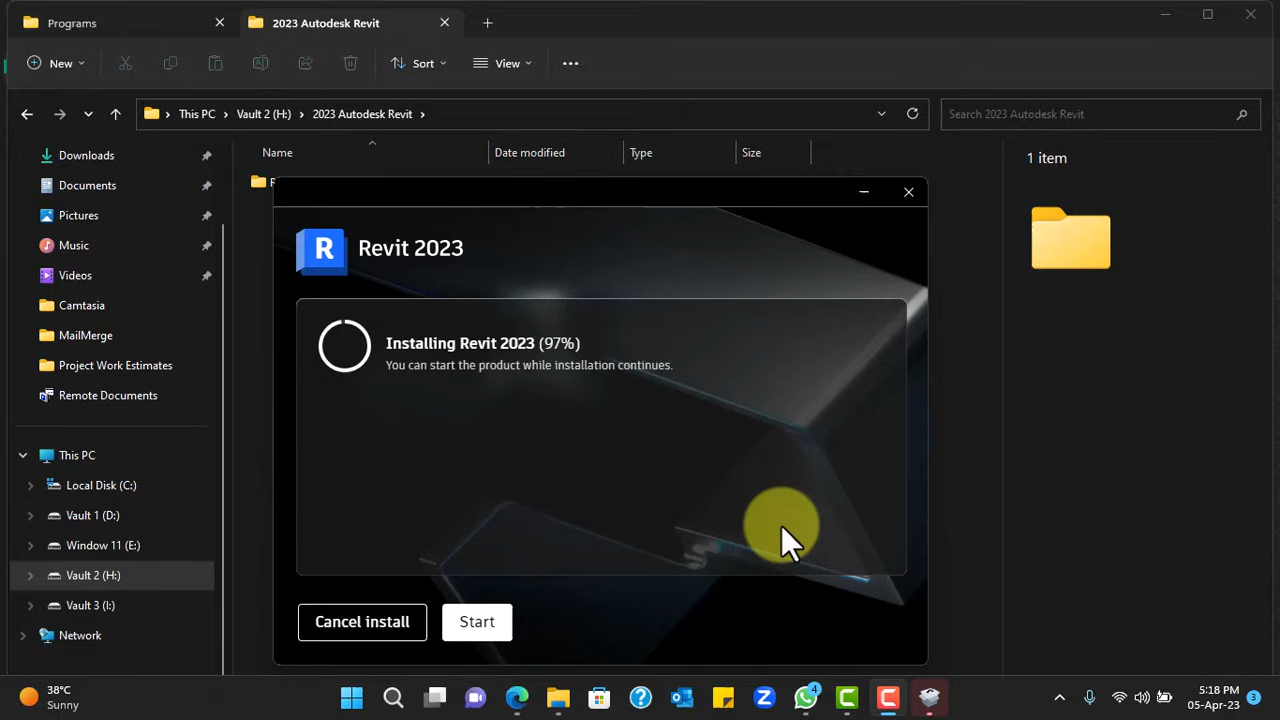 Programs
2023 Autodesk Revit
New
Sort
View
This PC
Vault 2 (H:)
2023 Autodesk Revit
Search 2023 Autodesk Revit
Downloads
Documents
Pictures
Music
Videos
Camtasia
MailMerge
Project Work Estimates
Remote Documents
This PC
Local Disk (C:)
Vault 1 (D:)
Window 11 (E:)
Vault 2 (H:)
Vault 3 (I:)
Network
Name
Date modified
Type
Size
1 item
R
Revit 2023
Installing Revit 2023 (97%)
You can start the product while installation continues.
Cancel install
Start
38°C
Sunny
4
5:18 PM
05-Apr-23
3